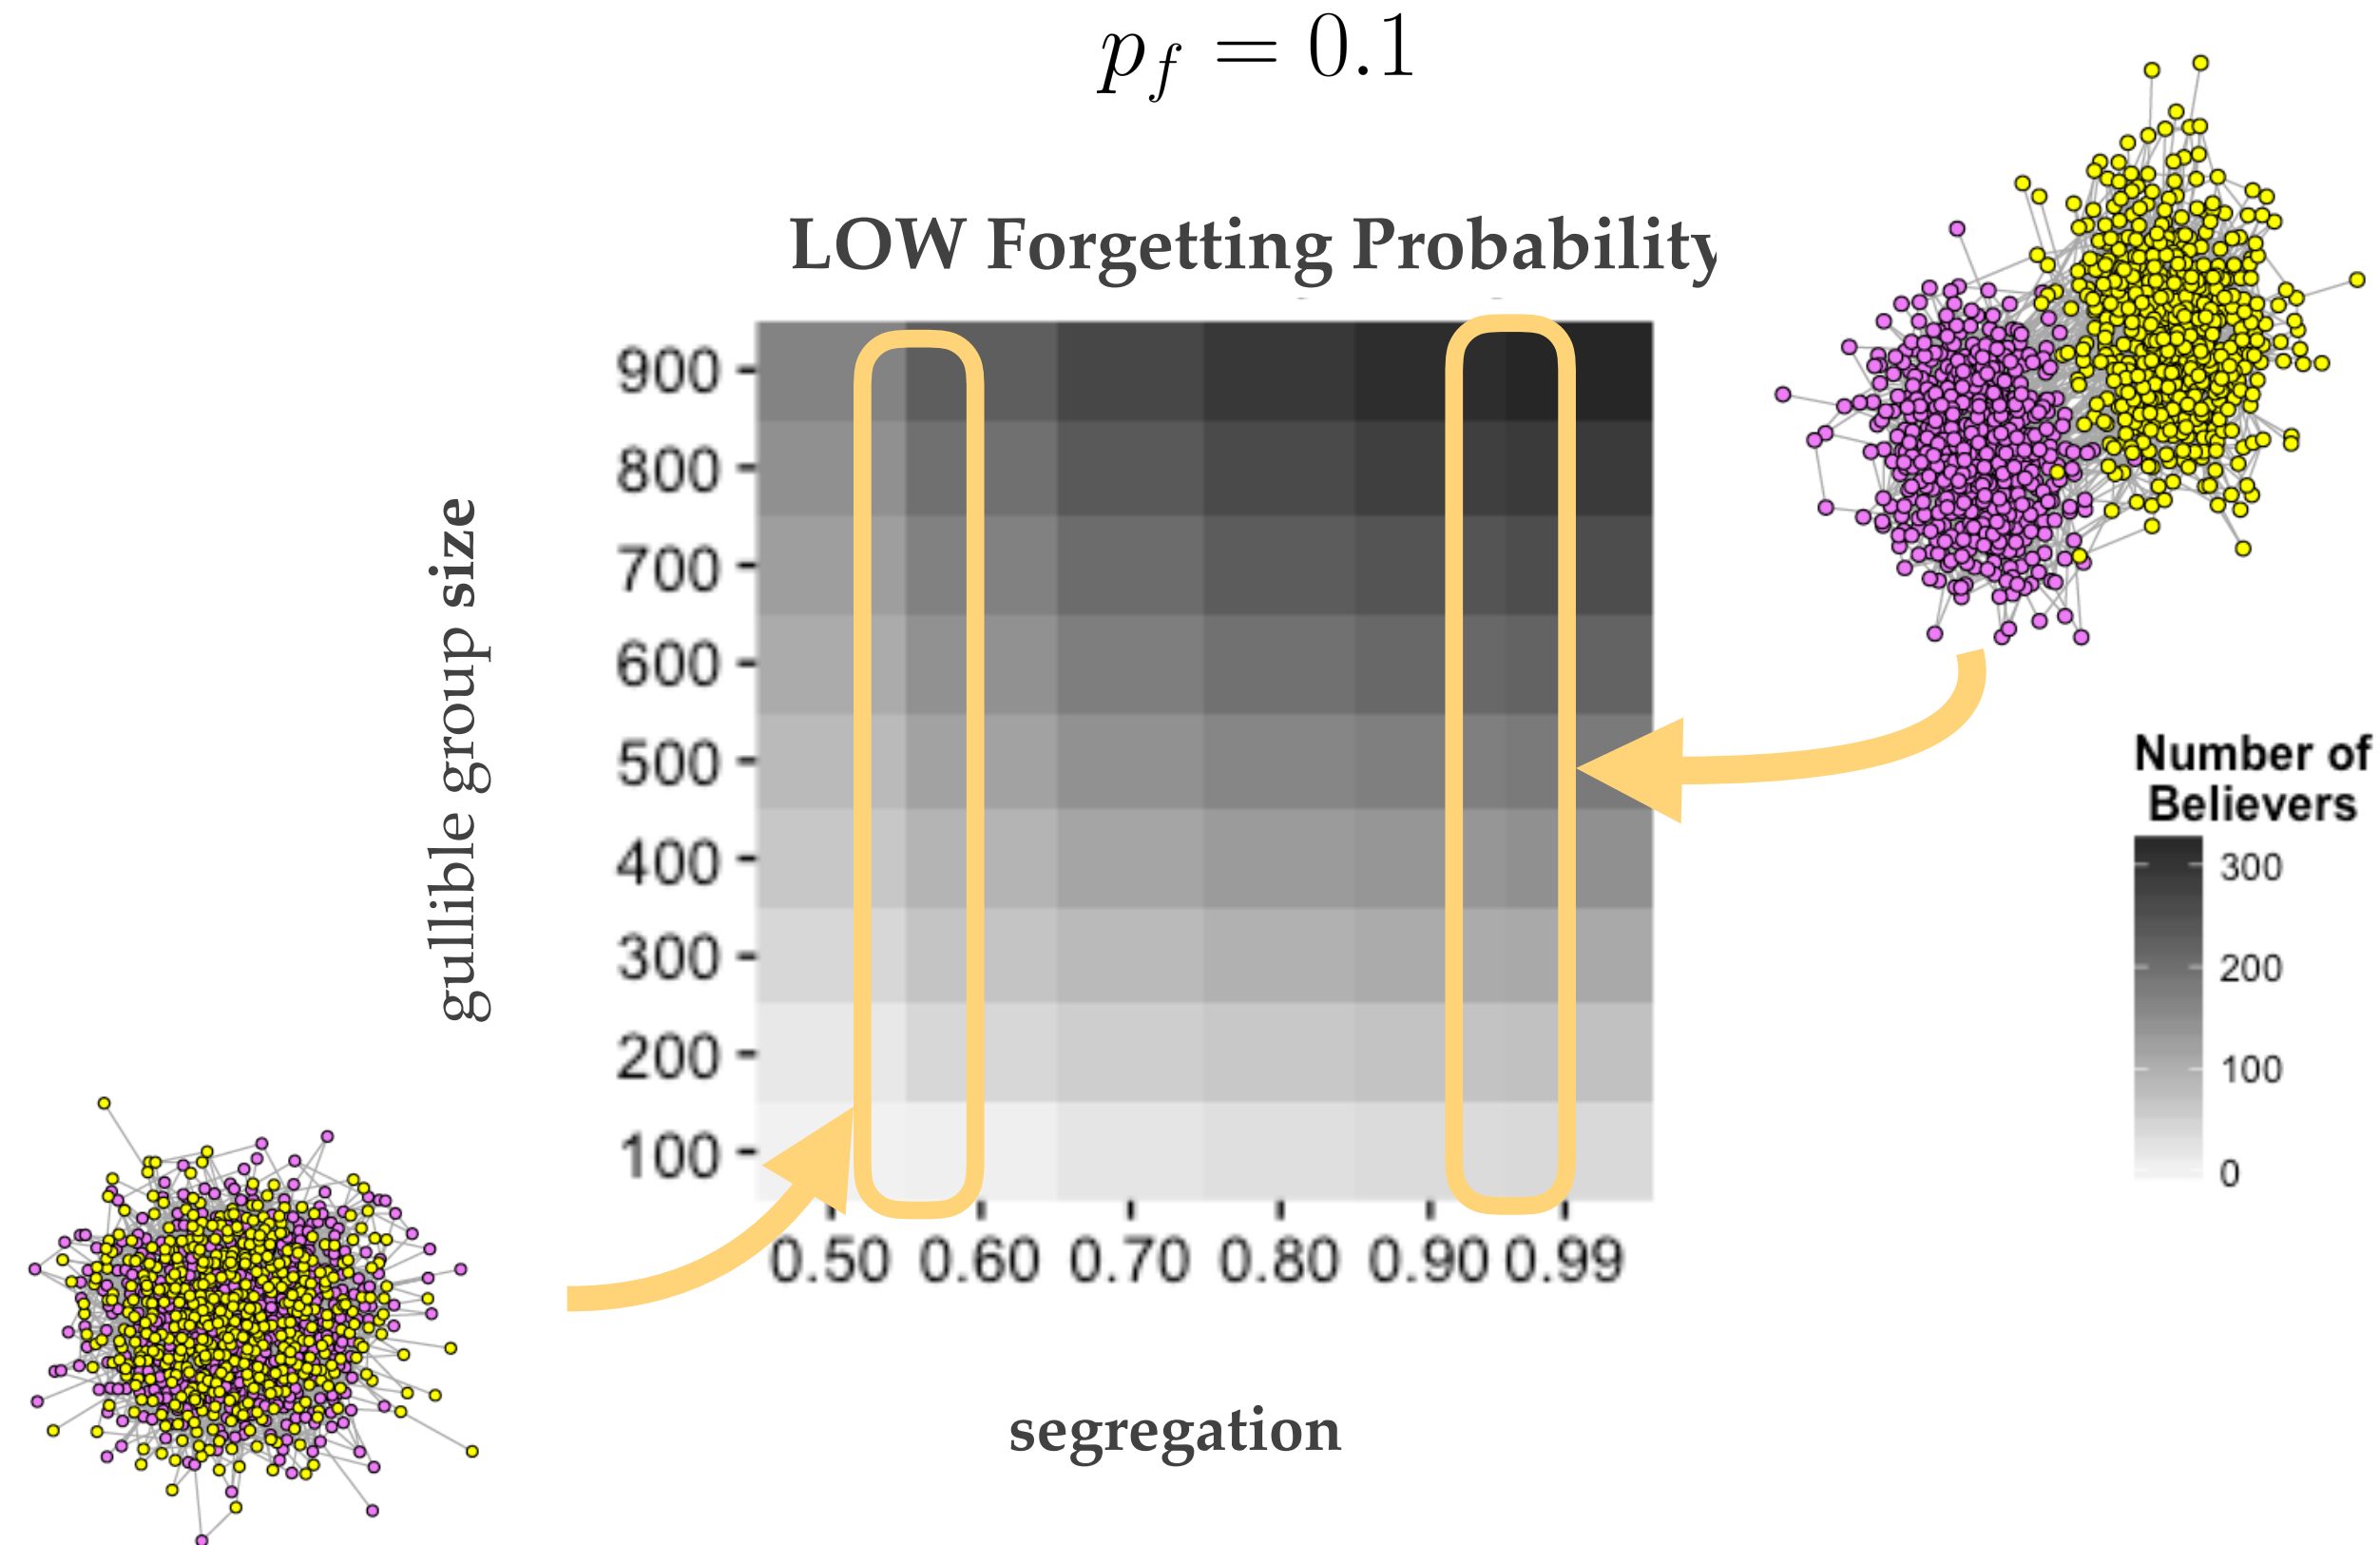 p_f = 0.1
LOW Forgetting Probability
gullible group size
900
800
700
600
500
400
300
200
100
0.50 0.60 0.70 0.80 0.90 0.99
segregation
Number of
Believers
300
200
100
0